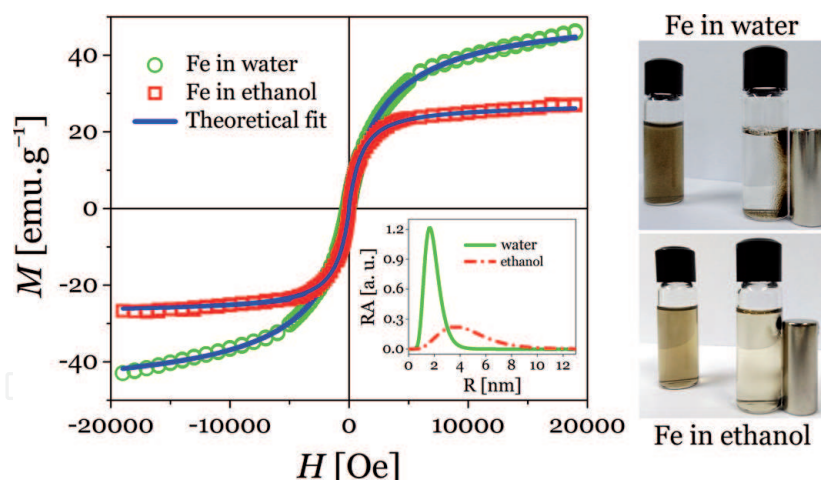 40
20
0
-20
-40
M [emu.g⁻¹]
Fe in water
Fe in ethanol
Theoretical fit
-20000
-10000
0
10000
20000
H [Oe]
1.2
0.9
0.6
0.3
0.0
RA [a. u.]
water
ethanol
0
2
4
6
8
10
12
R [nm]
Fe in water
Fe in ethanol